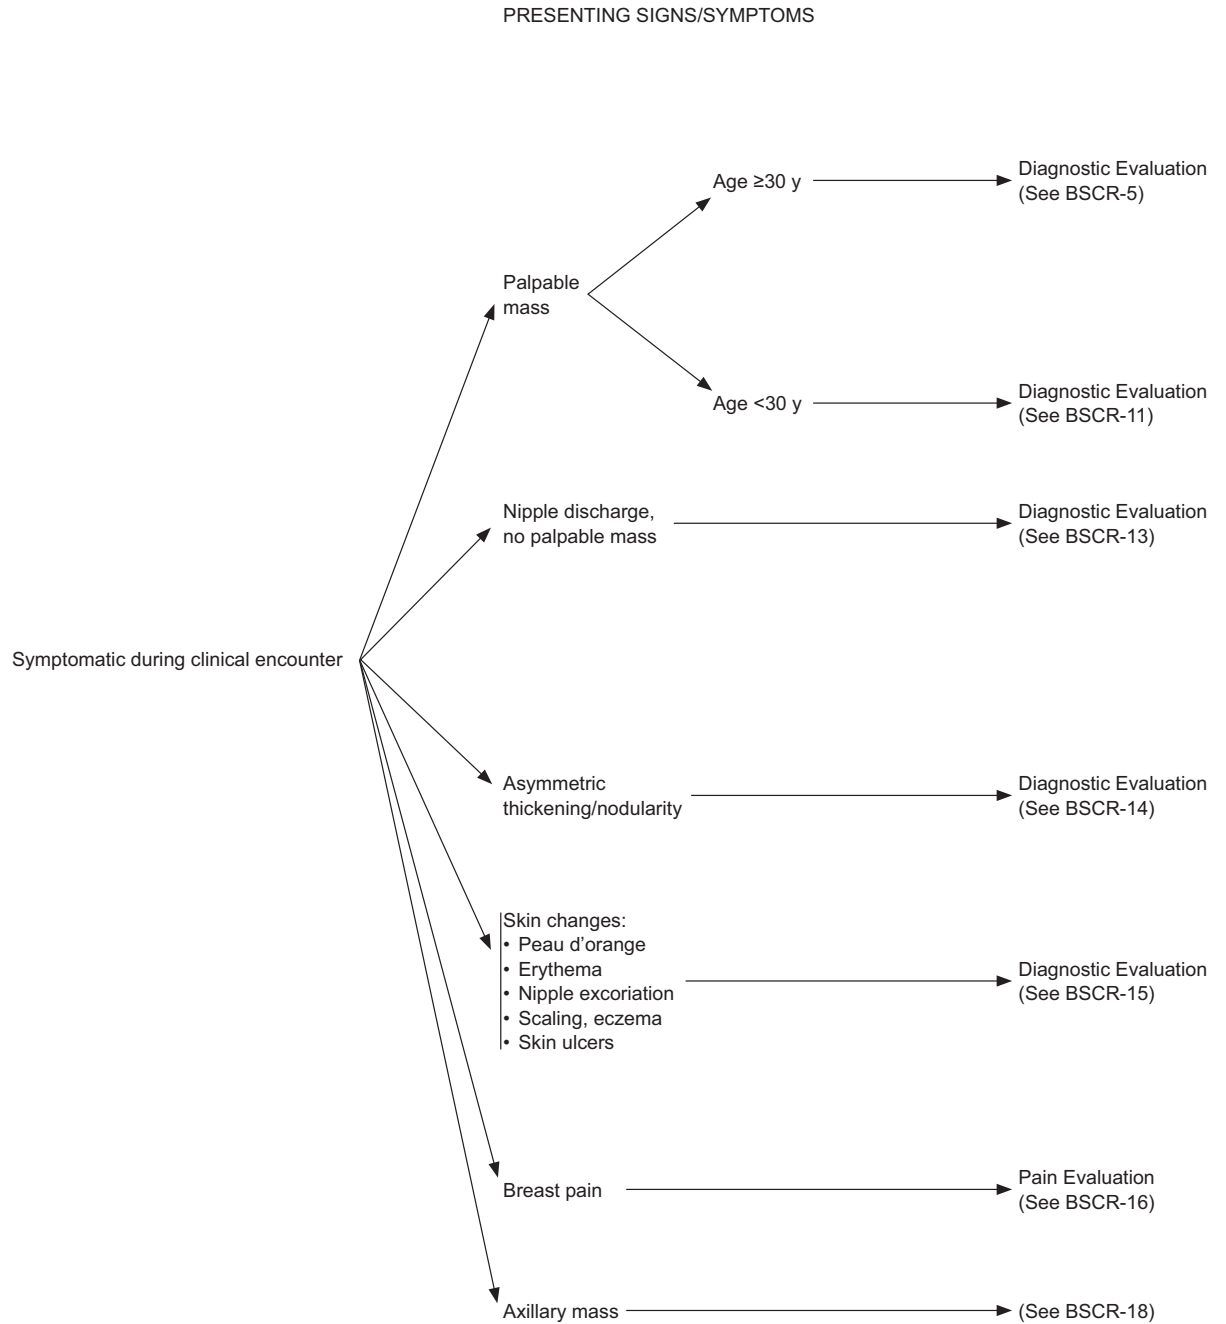 PRESENTING SIGNS/SYMPTOMS
Age ≥30 y
Diagnostic Evaluation
(See BSCR-5)
Palpable
mass
Age <30 y
Diagnostic Evaluation
(See BSCR-11)
Nipple discharge,
no palpable mass
Diagnostic Evaluation
(See BSCR-13)
Symptomatic during clinical encounter
Asymmetric
thickening/nodularity
Diagnostic Evaluation
(See BSCR-14)
Skin changes:
• Peau d’orange
• Erythema
• Nipple excoriation
• Scaling, eczema
• Skin ulcers
Diagnostic Evaluation
(See BSCR-15)
Breast pain
Pain Evaluation
(See BSCR-16)
Axillary mass
(See BSCR-18)